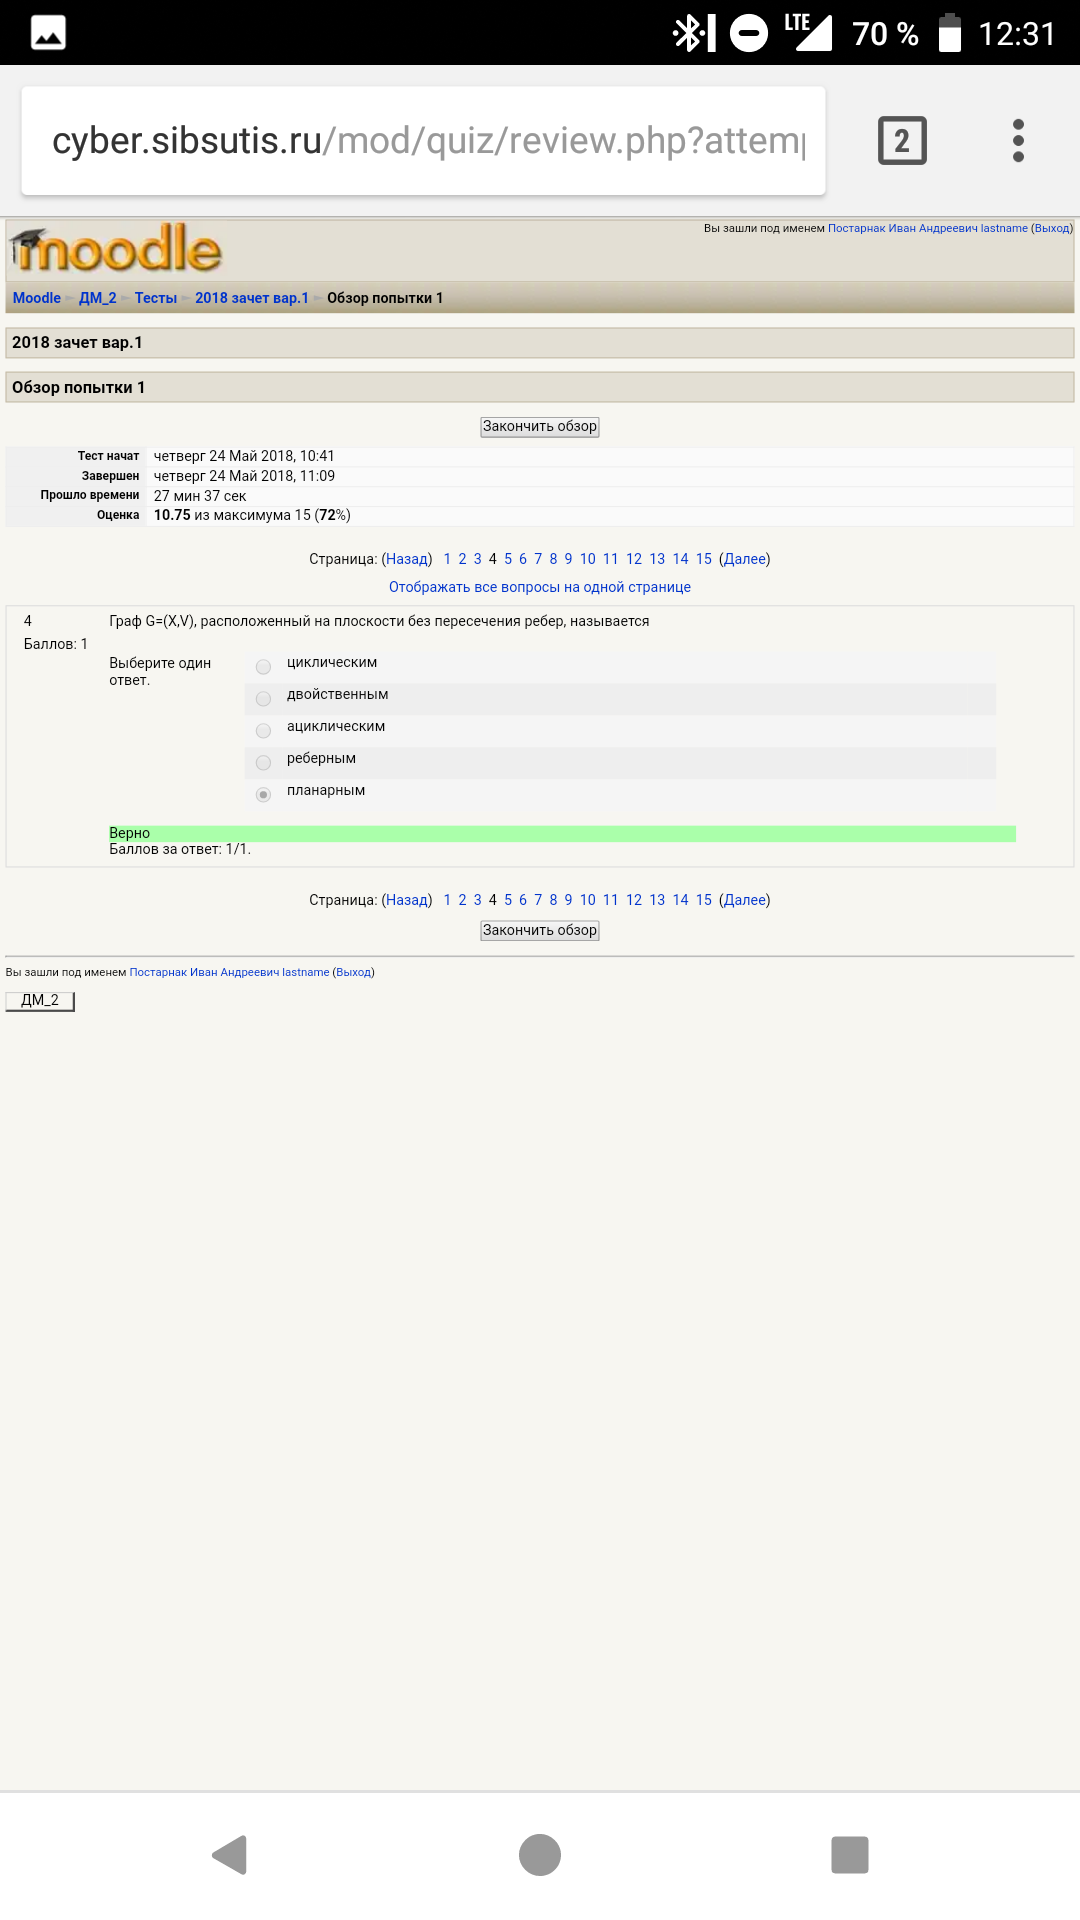 LTE 70 % 12:31
cyber.sibsutis.ru/mod/quiz/review.php?attem
2
moodle
Вы зашли под именем Постарнак Иван Андреевич lastname (Выход)
Moodle ► ДМ_2 ► Тесты ► 2018 зачет вар.1 ► Обзор попытки 1
2018 зачет вар.1
Обзор попытки 1
Закончить обзор
Тест начат четверг 24 Май 2018, 10:41
Завершен четверг 24 Май 2018, 11:09
Прошло времени 27 мин 37 сек
Оценка 10.75 из максимума 15 (72%)
Страница: (Назад) 1 2 3 4 5 6 7 8 9 10 11 12 13 14 15 (Далее)
Отображать все вопросы на одной странице
4 Граф G=(X,V), расположенный на плоскости без пересечения ребер, называется
Баллов: 1
Выберите один
ответ.
циклическим
двойственным
ациклическим
реберным
планарным
Верно
Баллов за ответ: 1/1.
Страница: (Назад) 1 2 3 4 5 6 7 8 9 10 11 12 13 14 15 (Далее)
Закончить обзор
Вы зашли под именем Постарнак Иван Андреевич lastname (Выход)
ДМ_2